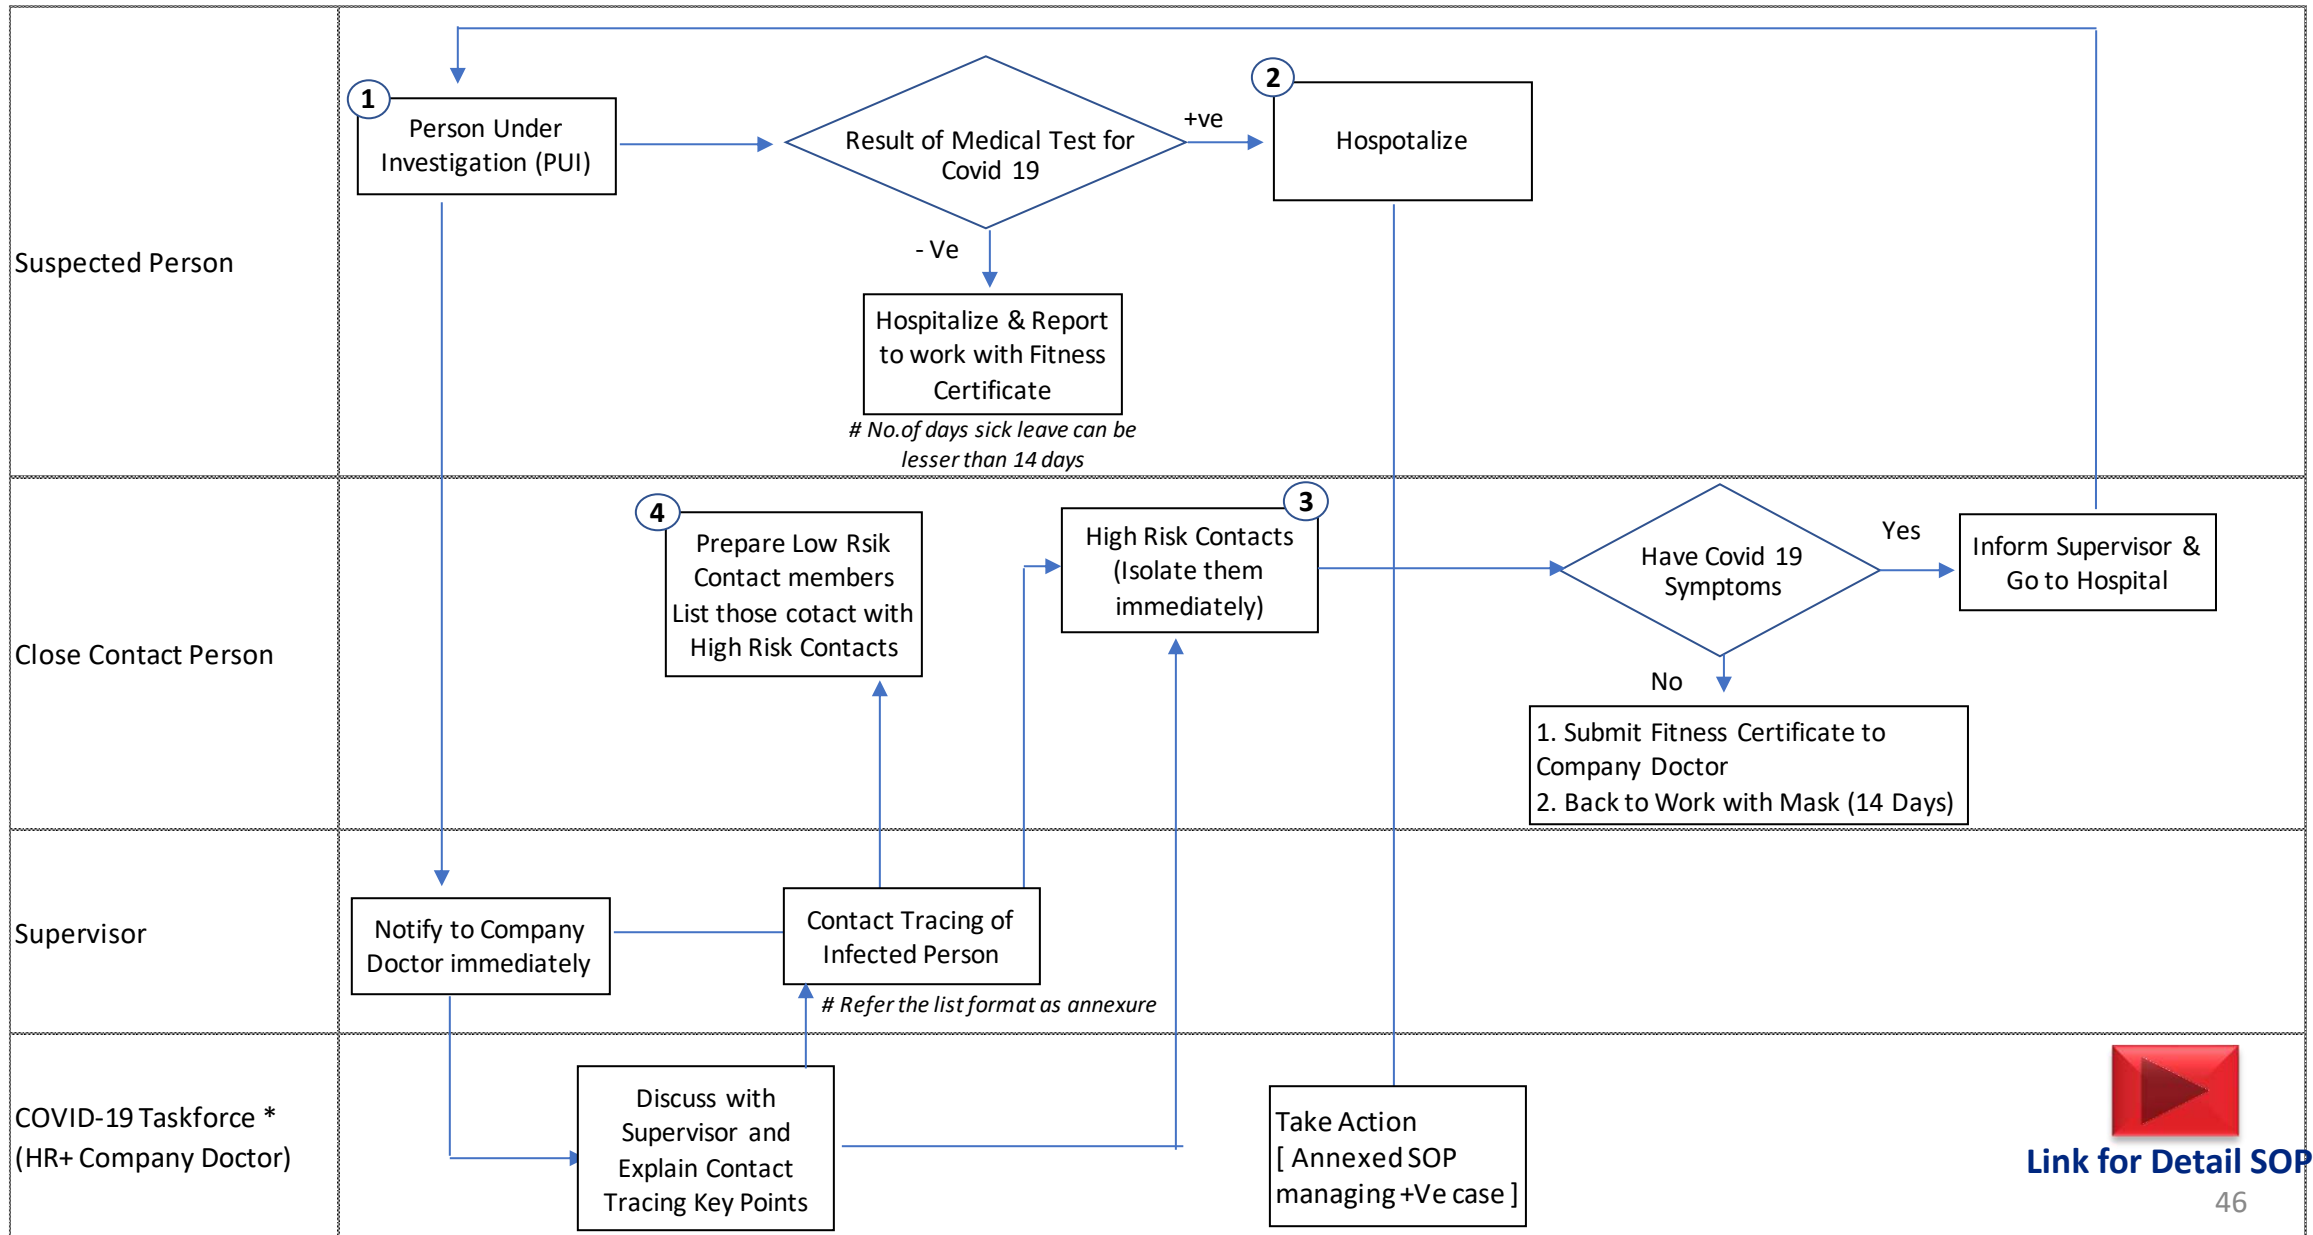 Suspected Person
1
Person Under
Investigation (PUI)
Result of Medical Test for
Covid 19
+ve
2
Hospotalize
- Ve
Hospitalize & Report
to work with Fitness
Certificate
# No.of days sick leave can be
lesser than 14 days
Close Contact Person
4
Prepare Low Rsik
Contact members
List those cotact with
High Risk Contacts
3
High Risk Contacts
(Isolate them
immediately)
Have Covid 19
Symptoms
Yes
Inform Supervisor &
Go to Hospital
No
1. Submit Fitness Certificate to
Company Doctor
2. Back to Work with Mask (14 Days)
Supervisor
Notify to Company
Doctor immediately
Contact Tracing of
Infected Person
# Refer the list format as annexure
COVID-19 Taskforce *
(HR+ Company Doctor)
Discuss with
Supervisor and
Explain Contact
Tracing Key Points
Take Action
[ Annexed SOP
managing +Ve case ]
Link for Detail SOP
46